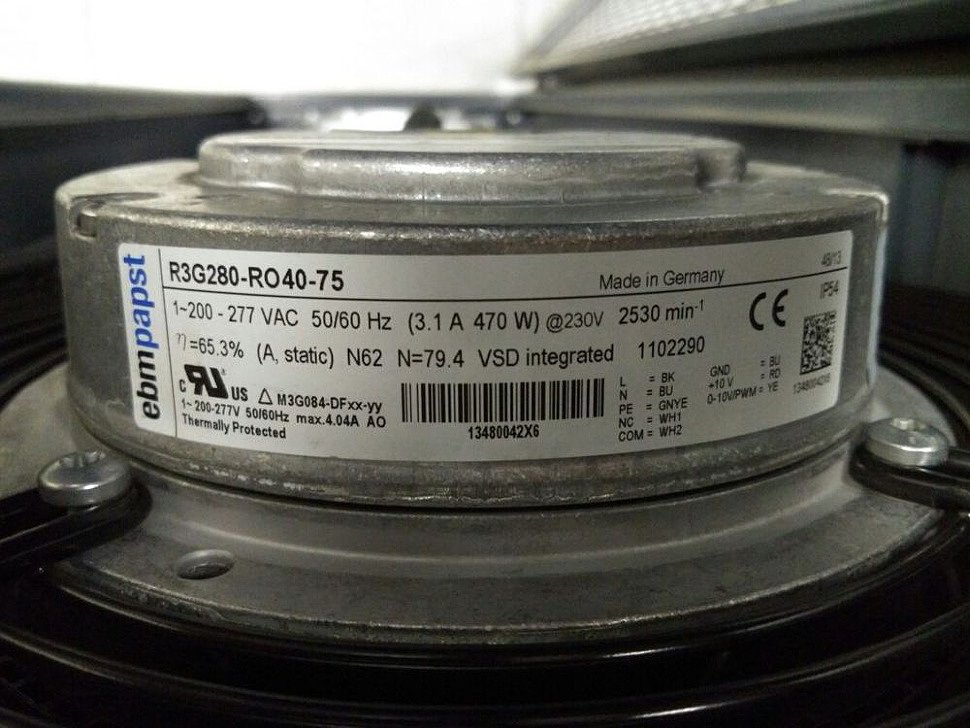 ebmpapst
R3G280-RO40-75
Made in Germany
49/13
1~200 - 277 VAC 50/60 Hz (3.1 A 470 W) @230V 2530 min-1
CE
IP54
η=65.3% (A, static) N62 N=79.4 VSD integrated 1102290
c RU ® US △ M3G084-DFxx-yy
1~ 200-277V 50/60Hz max.4.04A AO
Thermally Protected
13480042X6
L = BK
N = BU
PE = GNYE
NC = WH1
COM = WH2
GND = BU
+10 V = RD
0-10V/PWM = YE
13480042X6